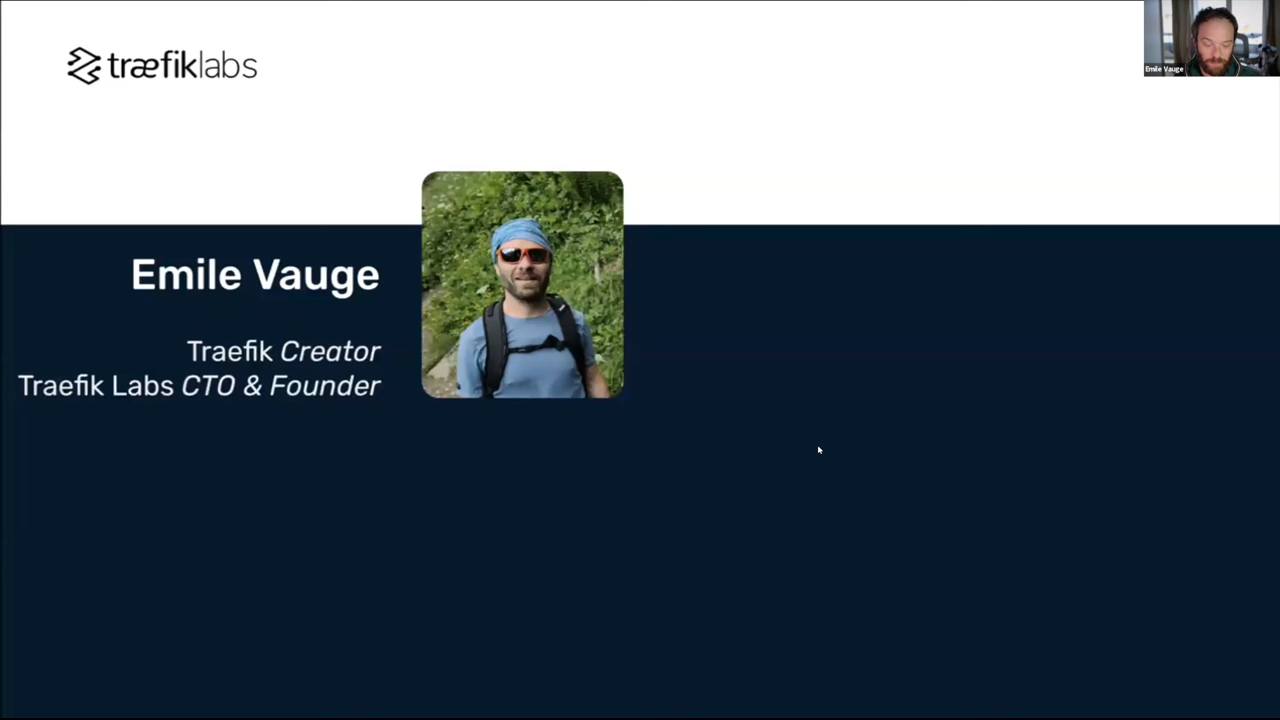 træfiklabs
Emile Vauge
Emile Vauge
Traefik Creator
Traefik Labs CTO & Founder